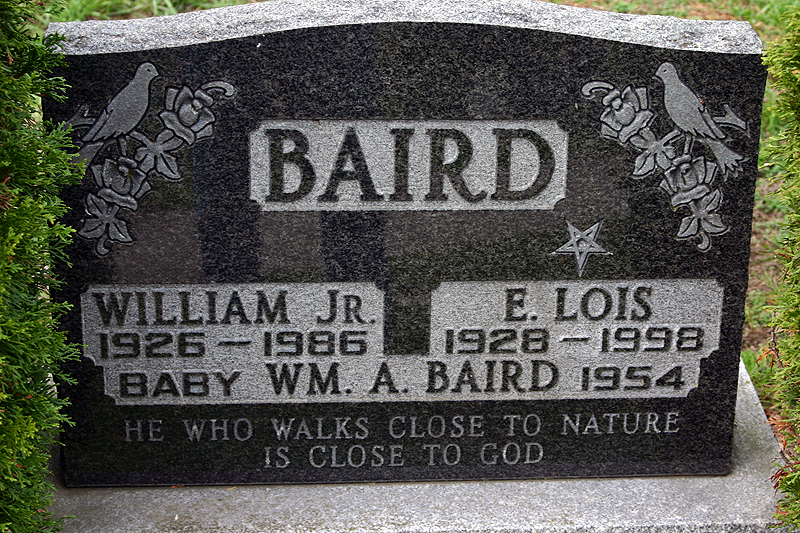 BAIRD
WILLIAM JR.
1926 – 1986
E. LOIS
1928 – 1998
BABY WM. A. BAIRD 1954
HE WHO WALKS CLOSE TO NATURE
IS CLOSE TO GOD